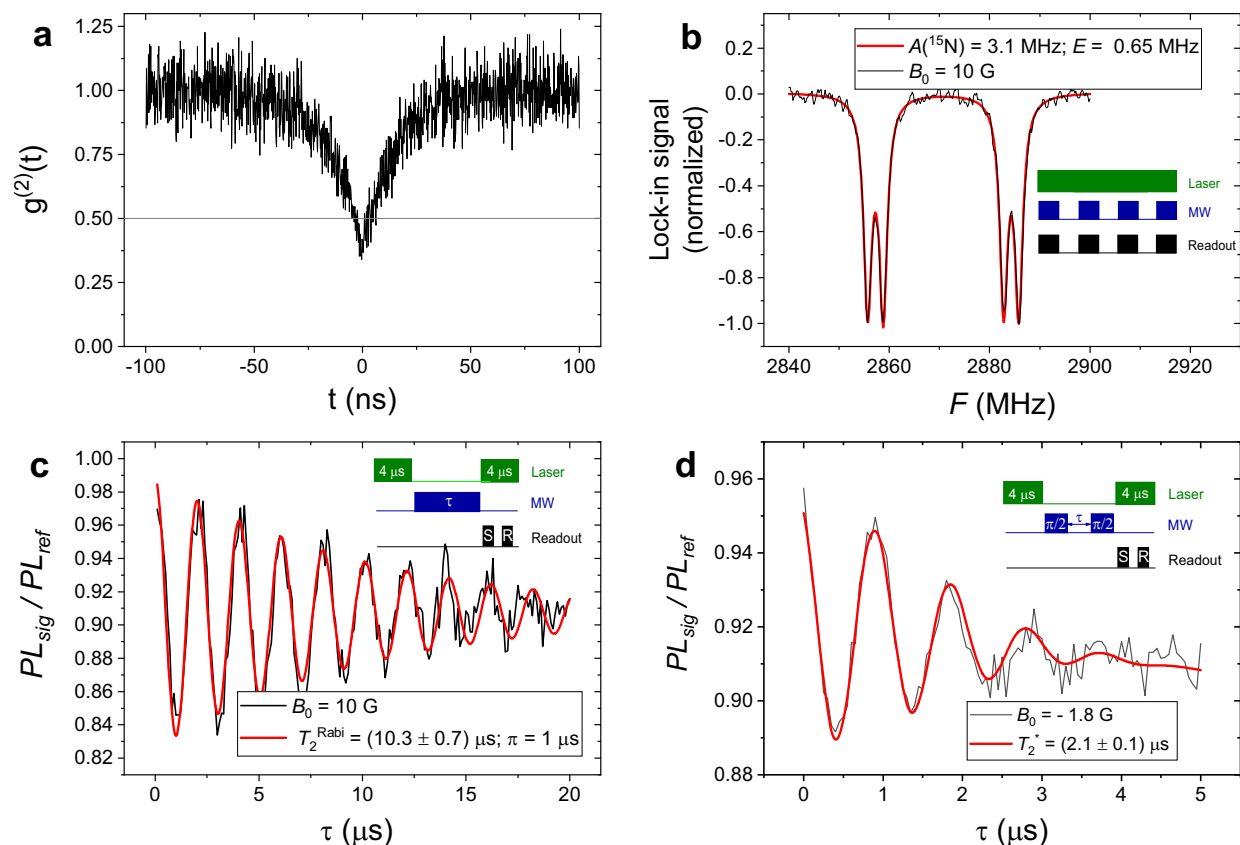 a
g(2)(t)
1.25
1.00
0.75
0.50
0.25
0.00
-100 -50 0 50 100
t (ns)
b
Lock-in signal
(normalized)
0.2
0.0
-0.2
-0.4
-0.6
-0.8
-1.0
A(15N) = 3.1 MHz; E = 0.65 MHz
B0 = 10 G
Laser
MW
Readout
2840 2860 2880 2900 2920
F (MHz)
c
PLsig / PLref
1.00
0.98
0.96
0.94
0.92
0.90
0.88
0.86
0.84
0.82
4 μs 4 μs Laser
τ MW
S R Readout
B0 = 10 G
T2Rabi = (10.3 ± 0.7) μs; π = 1 μs
0 5 10 15 20
τ (μs)
d
PLsig / PLref
0.96
0.94
0.92
0.90
0.88
4 μs 4 μs Laser
π/2 τ π/2 MW
S R Readout
B0 = - 1.8 G
T2* = (2.1 ± 0.1) μs
0 1 2 3 4 5
τ (μs)